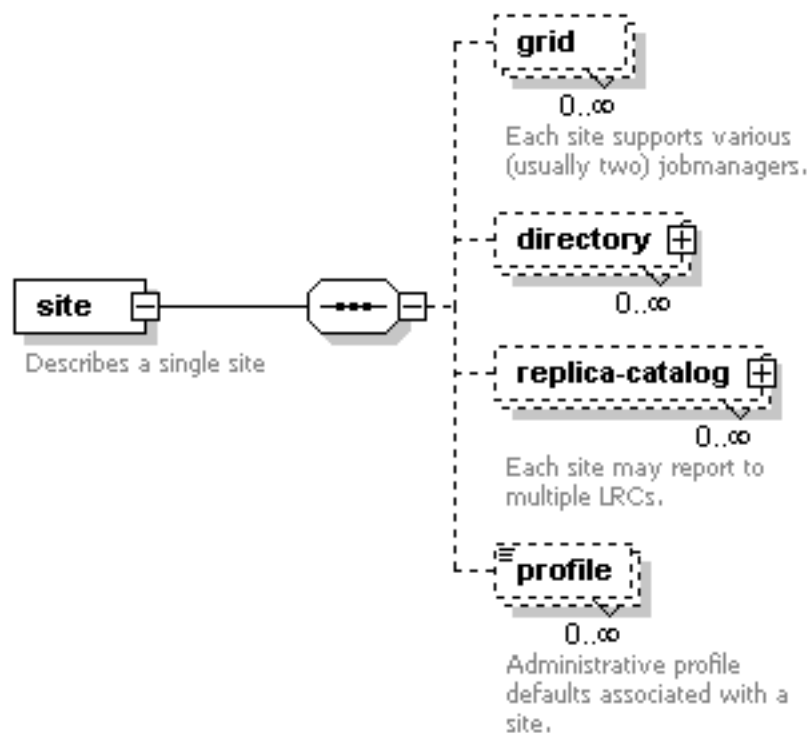 grid
0..∞
Each site supports various
(usually two) jobmanagers.
directory
0..∞
site
Describes a single site
replica-catalog
0..∞
Each site may report to
multiple LRCs.
profile
0..∞
Administrative profile
defaults associated with a
site.